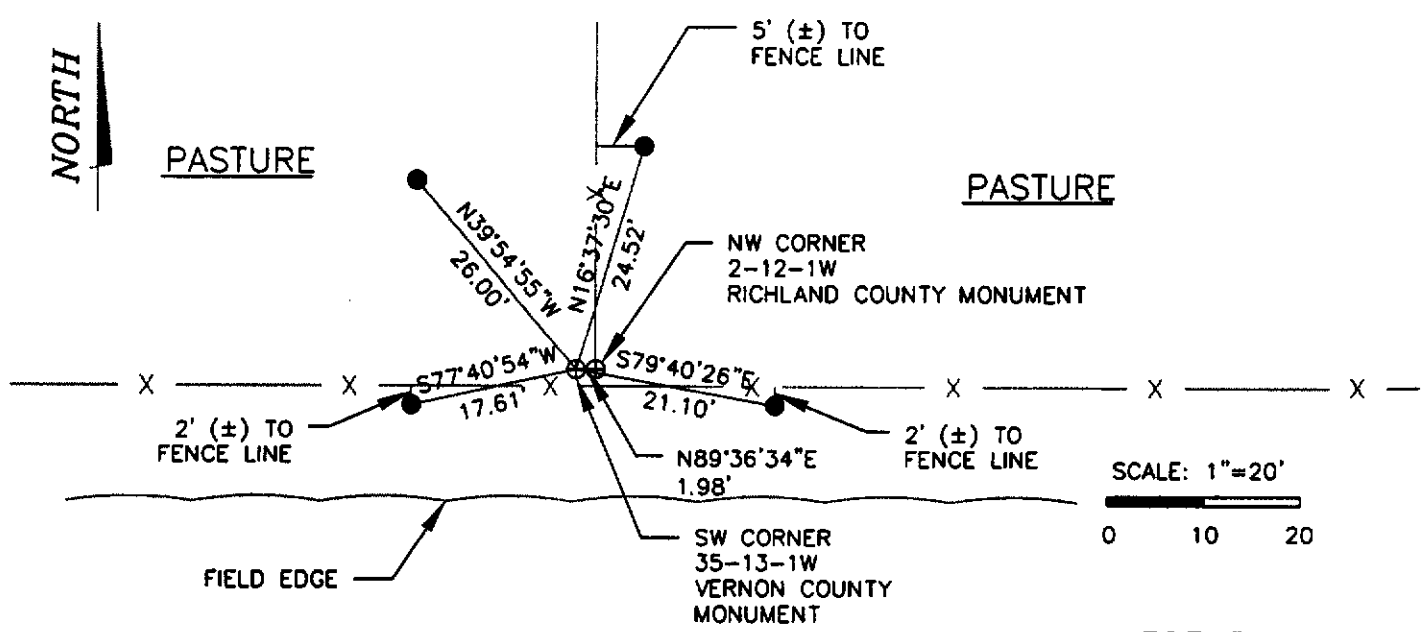 5' (±) TO
FENCE LINE
NORTH
PASTURE
PASTURE
N39°54'55"W
26.00'
N16°37'30"E
24.52'
NW CORNER
2-12-1W
RICHLAND COUNTY MONUMENT
S77°40'54"W
17.61'
S79°40'26"E
21.10'
X X X X X X X X
2' (±) TO
FENCE LINE
2' (±) TO
FENCE LINE
N89°36'34"E
1.98'
SCALE: 1"=20'
0 10 20
SW CORNER
35-13-1W
VERNON COUNTY
MONUMENT
FIELD EDGE